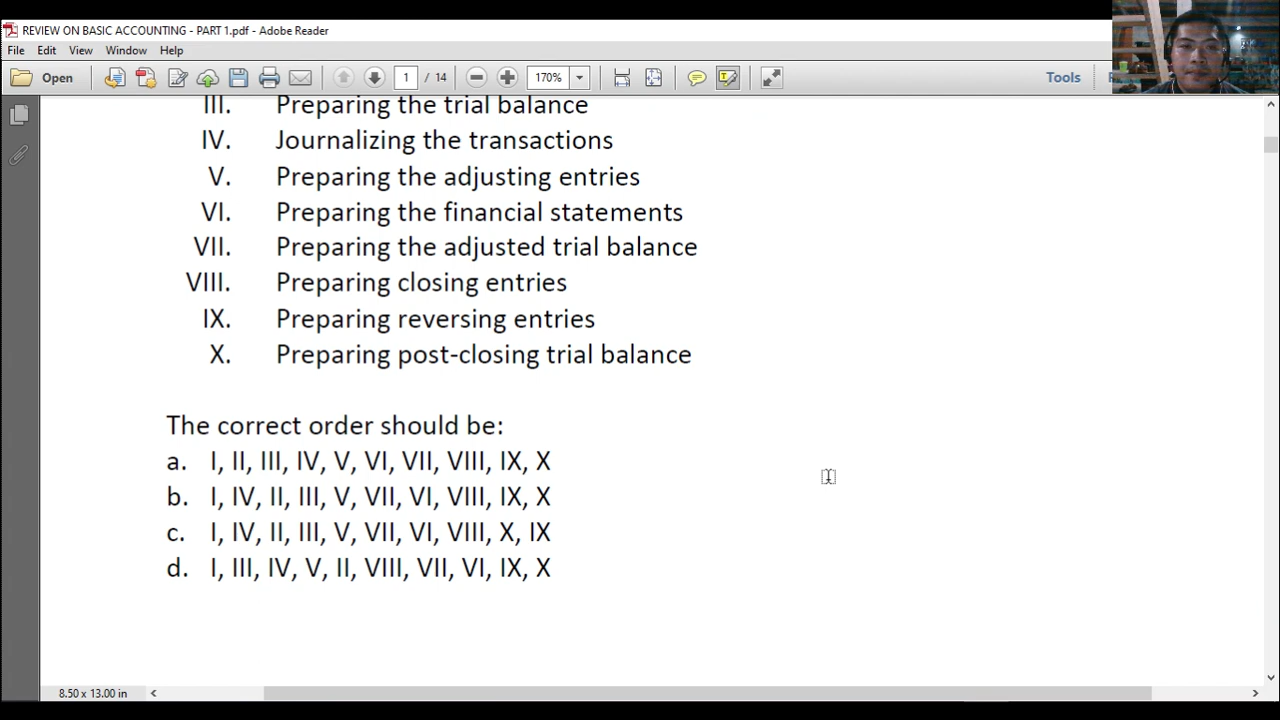 REVIEW ON BASIC ACCOUNTING - PART 1.pdf - Adobe Reader
File Edit View Window Help
Open 1 / 14 170% Tools
III. Preparing the trial balance
IV. Journalizing the transactions
V. Preparing the adjusting entries
VI. Preparing the financial statements
VII. Preparing the adjusted trial balance
VIII. Preparing closing entries
IX. Preparing reversing entries
X. Preparing post-closing trial balance
The correct order should be:
a. I, II, III, IV, V, VI, VII, VIII, IX, X
b. I, IV, II, III, V, VII, VI, VIII, IX, X
c. I, IV, II, III, V, VII, VI, VIII, X, IX
d. I, III, IV, V, II, VIII, VII, VI, IX, X
8.50 x 13.00 in